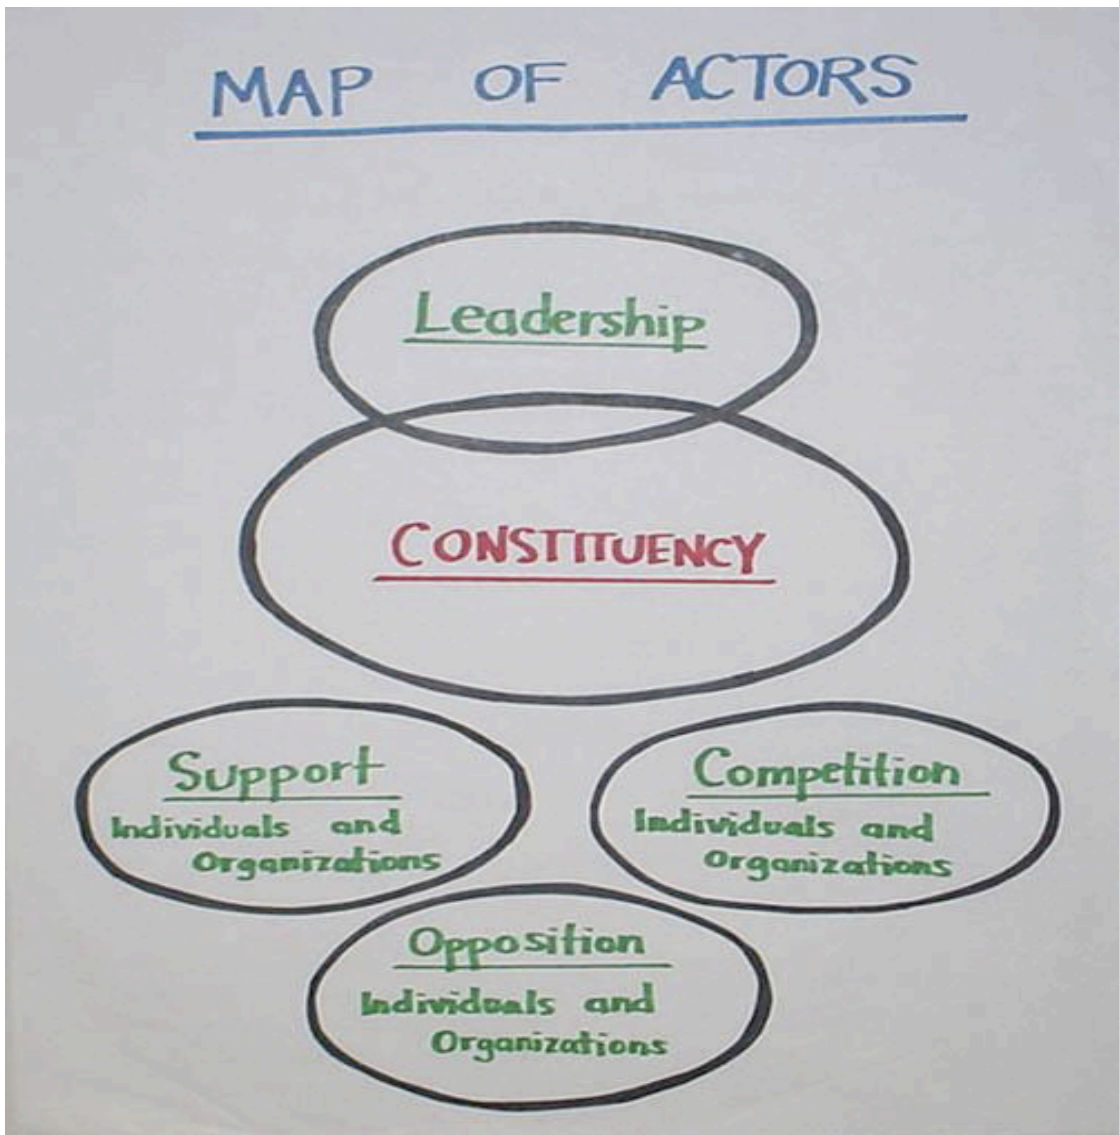 MAP OF ACTORS
Leadership
CONSTITUENCY
Support
Individuals and
Organizations
Competition
Individuals and
Organizations
Opposition
Individuals and
Organizations